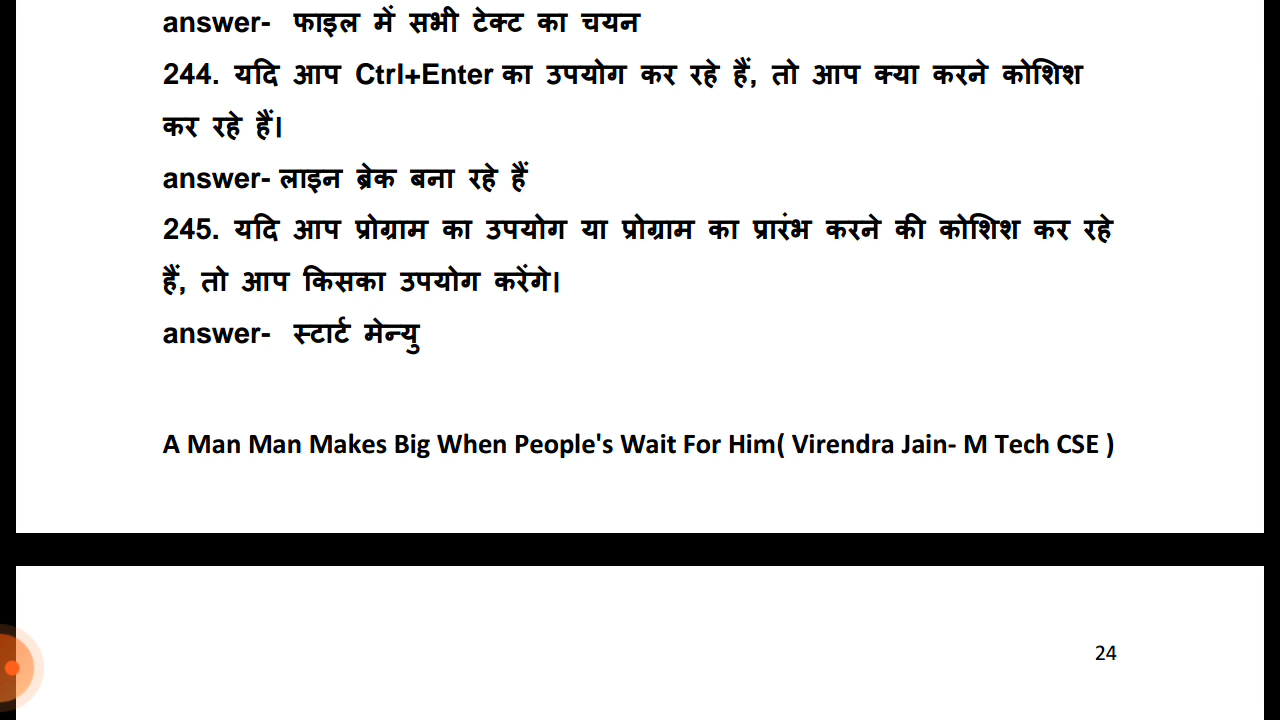 answer- फाइल में सभी टेक्ट का चयन
244. यदि आप Ctrl+Enter का उपयोग कर रहे हैं, तो आप क्या करने कोशिश
कर रहे हैं।
answer- लाइन ब्रेक बना रहे हैं
245. यदि आप प्रोग्राम का उपयोग या प्रोग्राम का प्रारंभ करने की कोशिश कर रहे
हैं, तो आप किसका उपयोग करेंगे।
answer- स्टार्ट मेन्यु
A Man Man Makes Big When People's Wait For Him( Virendra Jain- M Tech CSE )
24